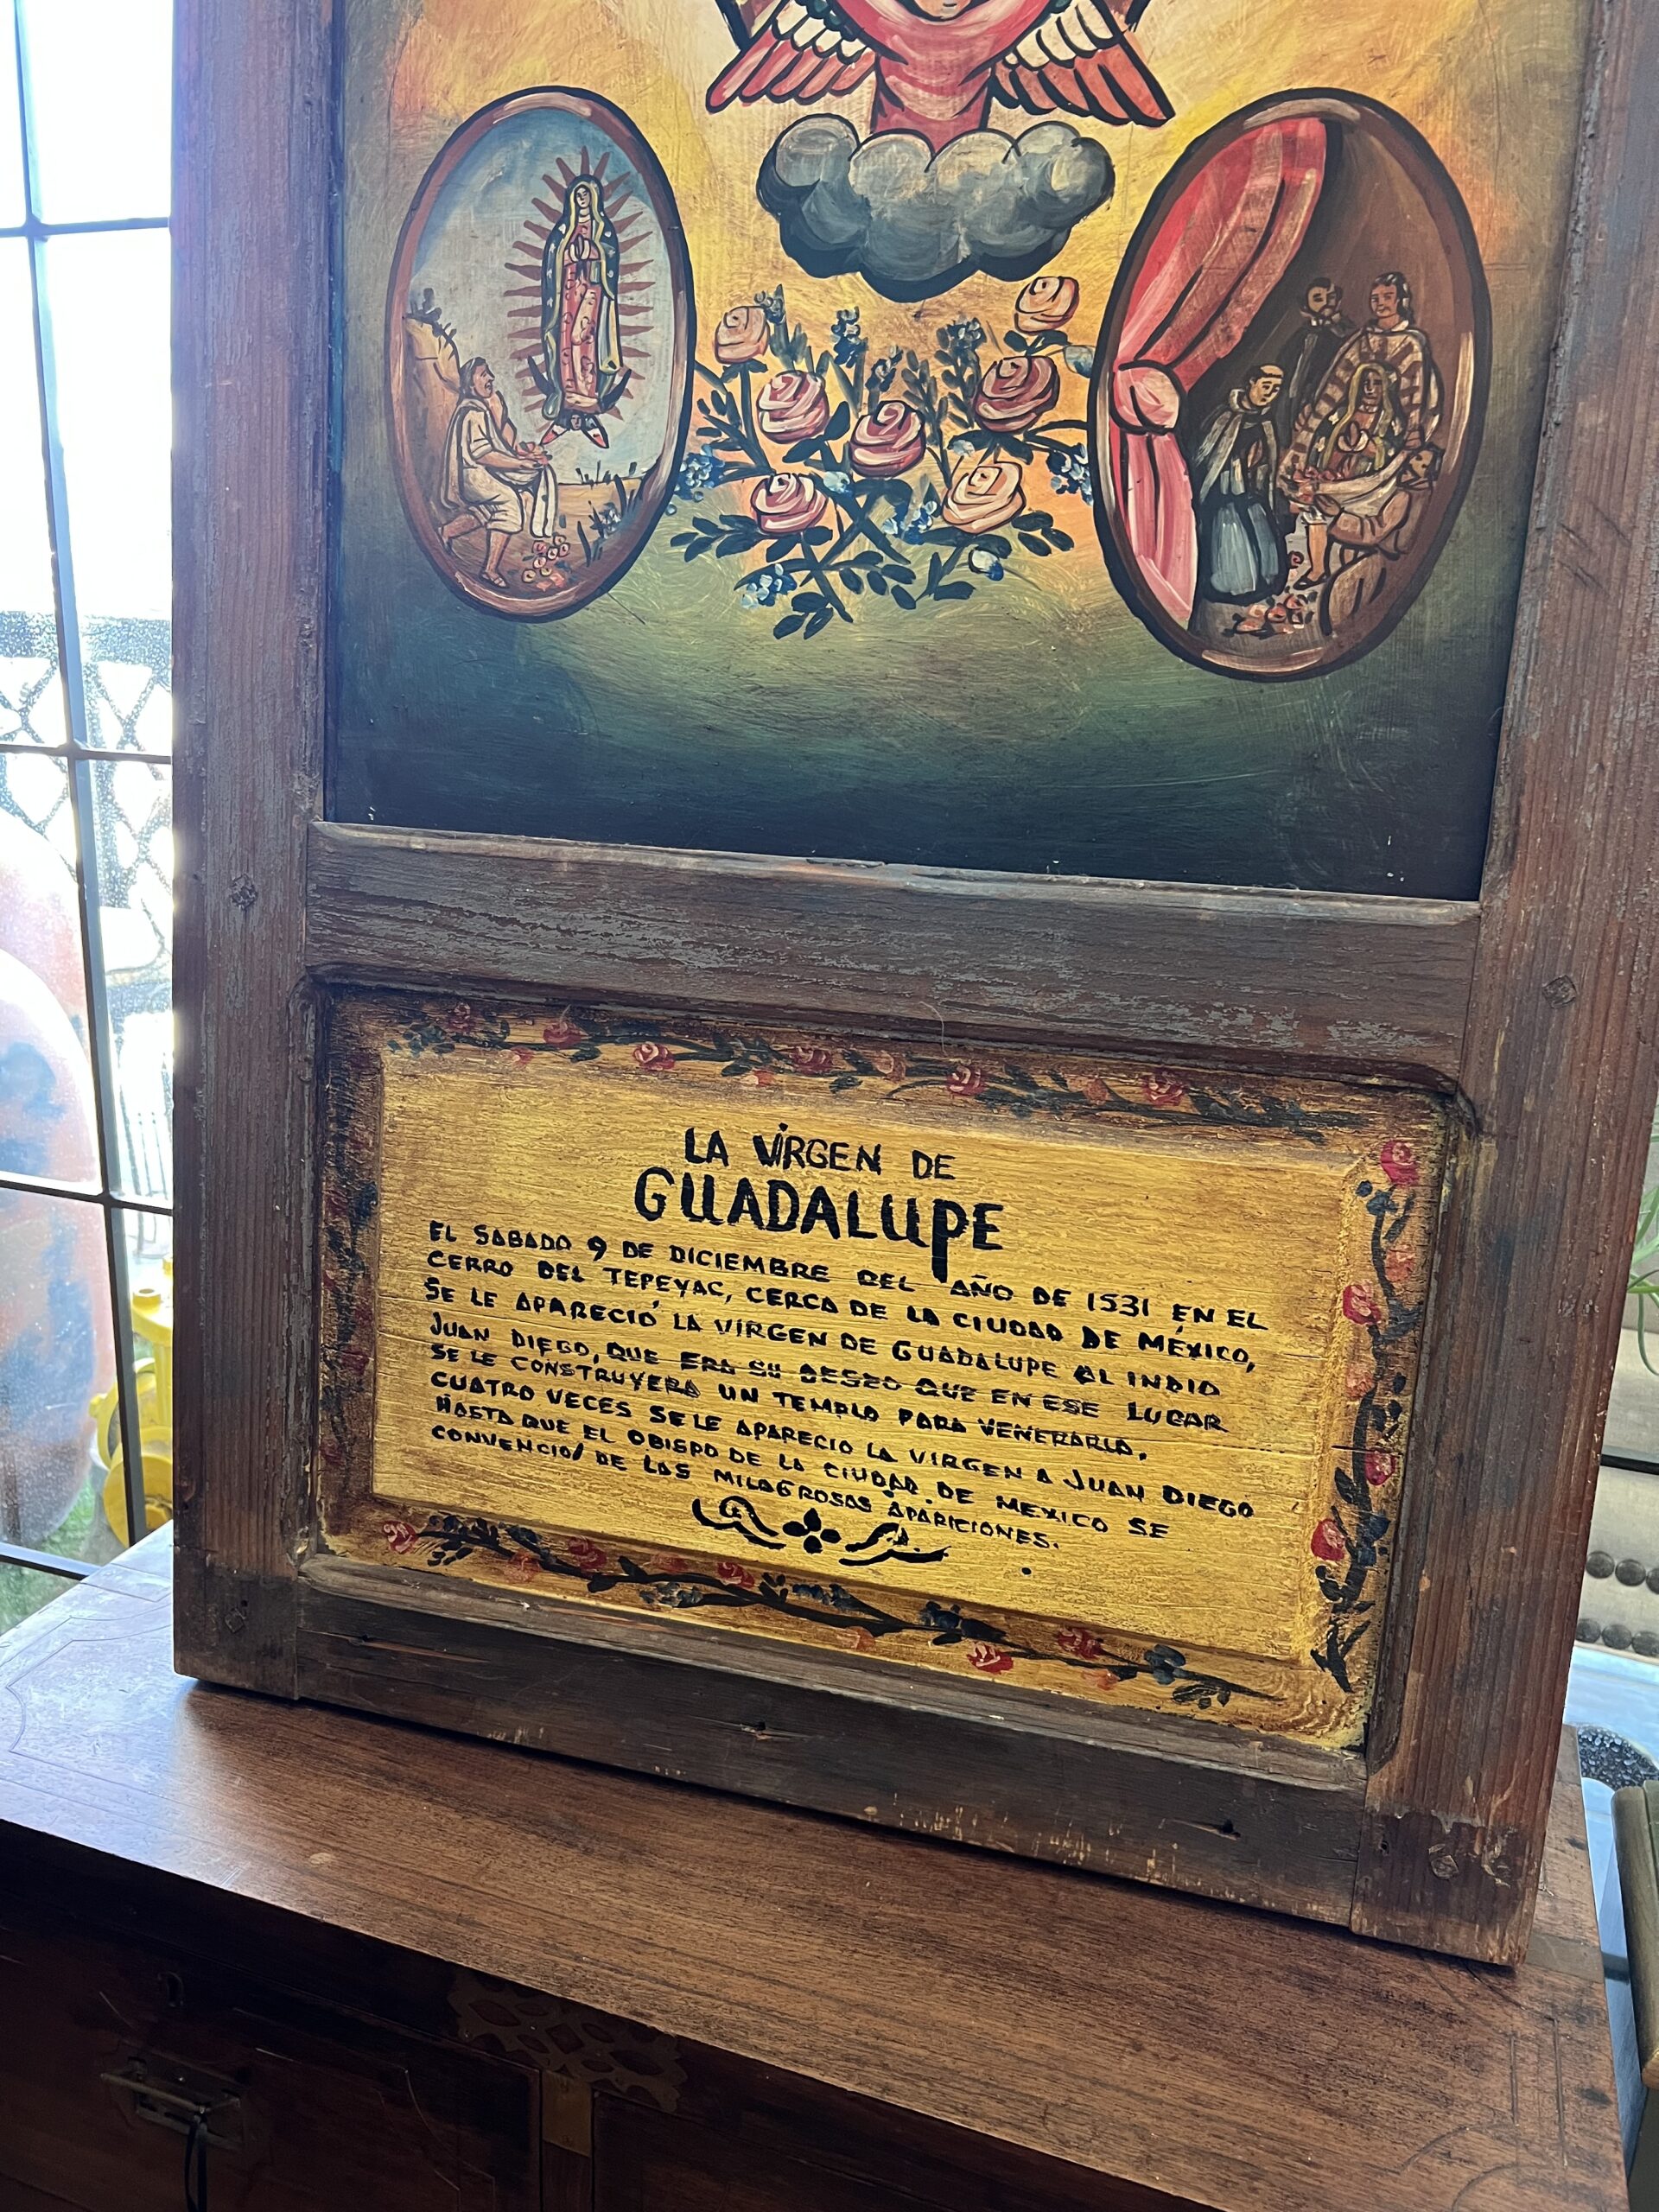 LA VIRGEN DE
GUADALUPE
EL SABADO 9 DE DICIEMBRE DEL AÑO DE 1531 EN EL
CERRO DEL TEPEYAC, CERCA DE LA CIUDAD DE MÉXICO,
SE LE APARECIÓ LA VIRGEN DE GUADALUPE AL INDIO
JUAN DIEGO, QUE ERA SU DESEO QUE EN ESE LUGAR
SE LE CONSTRUYERA UN TEMPLO PARA VENERARLA.
CUATRO VECES SE LE APARECIO LA VIRGEN A JUAN DIEGO
HASTA QUE EL OBISPO DE LA CIUDAD DE MEXICO SE
CONVENCIO DE LAS MILAGROSAS APARICIONES.